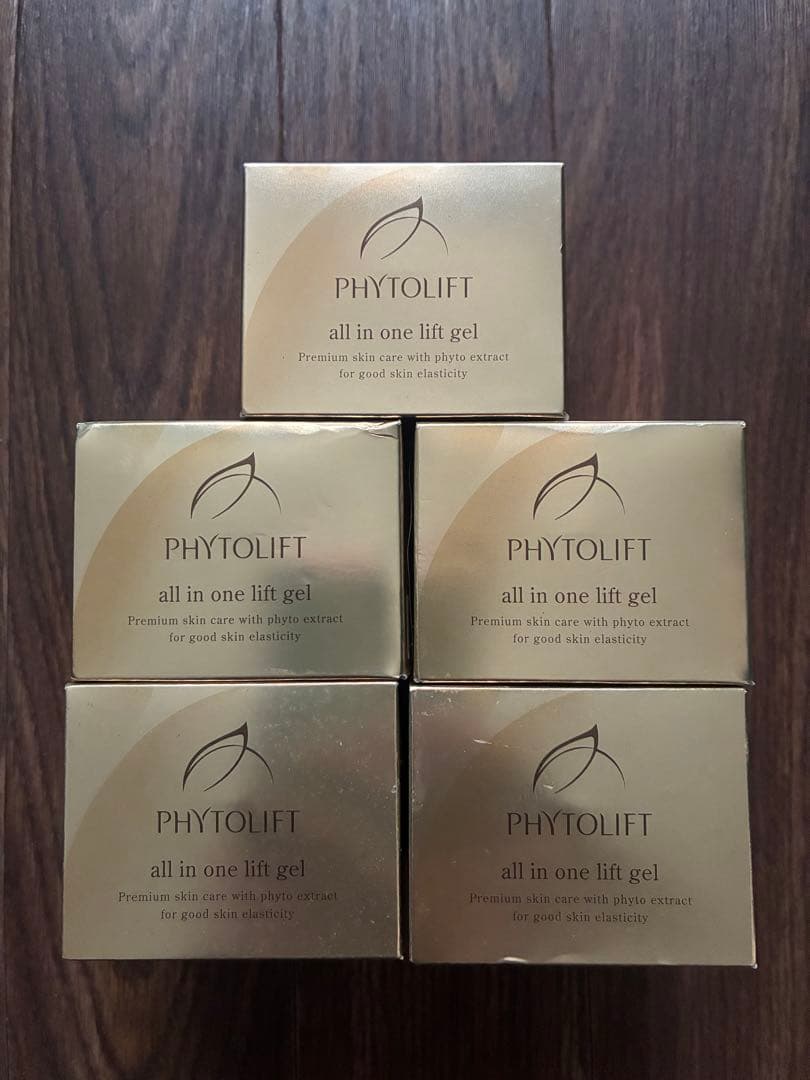 PHYTOLIFT
all in one lift gel
Premium skin care with phyto extract
for good skin elasticity
PHYTOLIFT
all in one lift gel
Premium skin care with phyto extract
for good skin elasticity
PHYTOLIFT
all in one lift gel
Premium skin care with phyto extract
for good skin elasticity
PHYTOLIFT
all in one lift gel
Premium skin care with phyto extract
for good skin elasticity
PHYTOLIFT
all in one lift gel
Premium skin care with phyto extract
for good skin elasticity